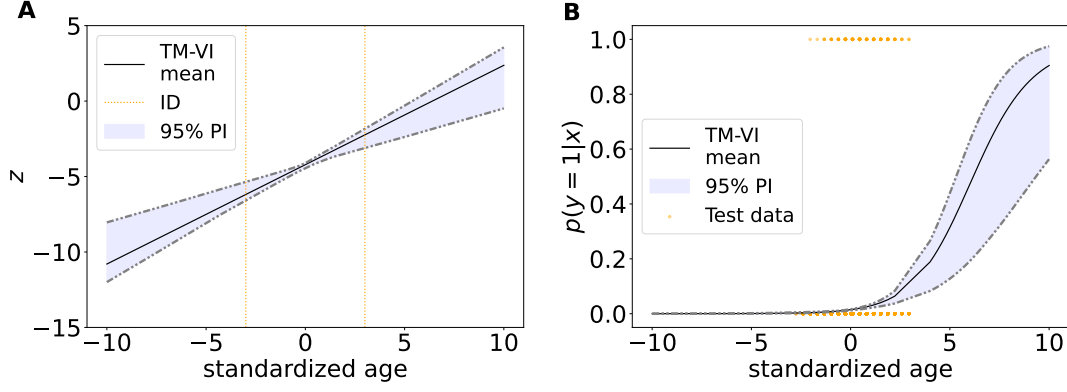 A
5
0
−5
−10
−15
z
TM-VI
mean
ID
95% PI
−10
−5
0
5
10
standardized age
B
1.0
0.8
0.6
0.4
0.2
0.0
p(y = 1|x)
TM-VI
mean
95% PI
Test data
−10
−5
0
5
10
standardized age